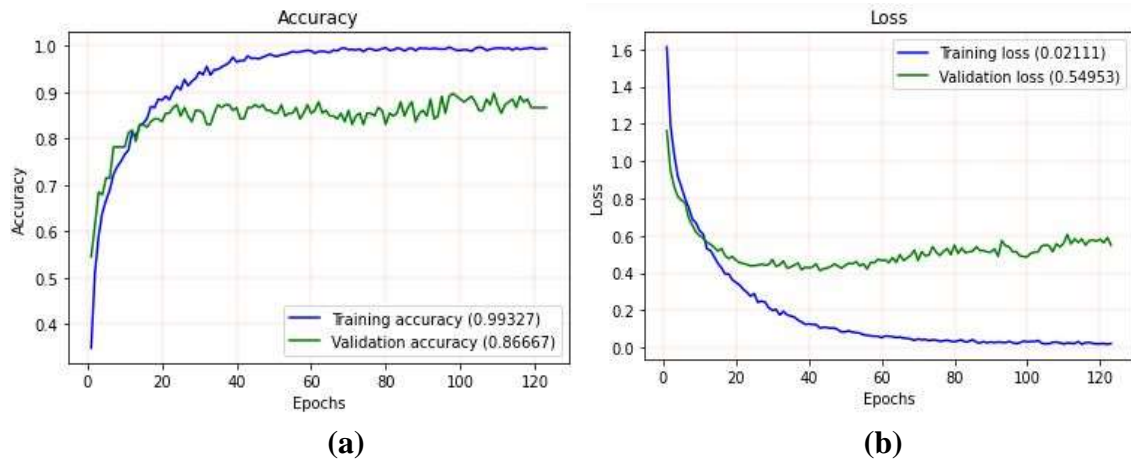 Accuracy
1.0
0.9
0.8
0.7
0.6
0.5
0.4
Accuracy
Training accuracy (0.99327)
Validation accuracy (0.86667)
0 20 40 60 80 100 120
Epochs
(a)
Loss
1.6
1.4
1.2
1.0
0.8
0.6
0.4
0.2
0.0
Loss
Training loss (0.02111)
Validation loss (0.54953)
0 20 40 60 80 100 120
Epochs
(b)